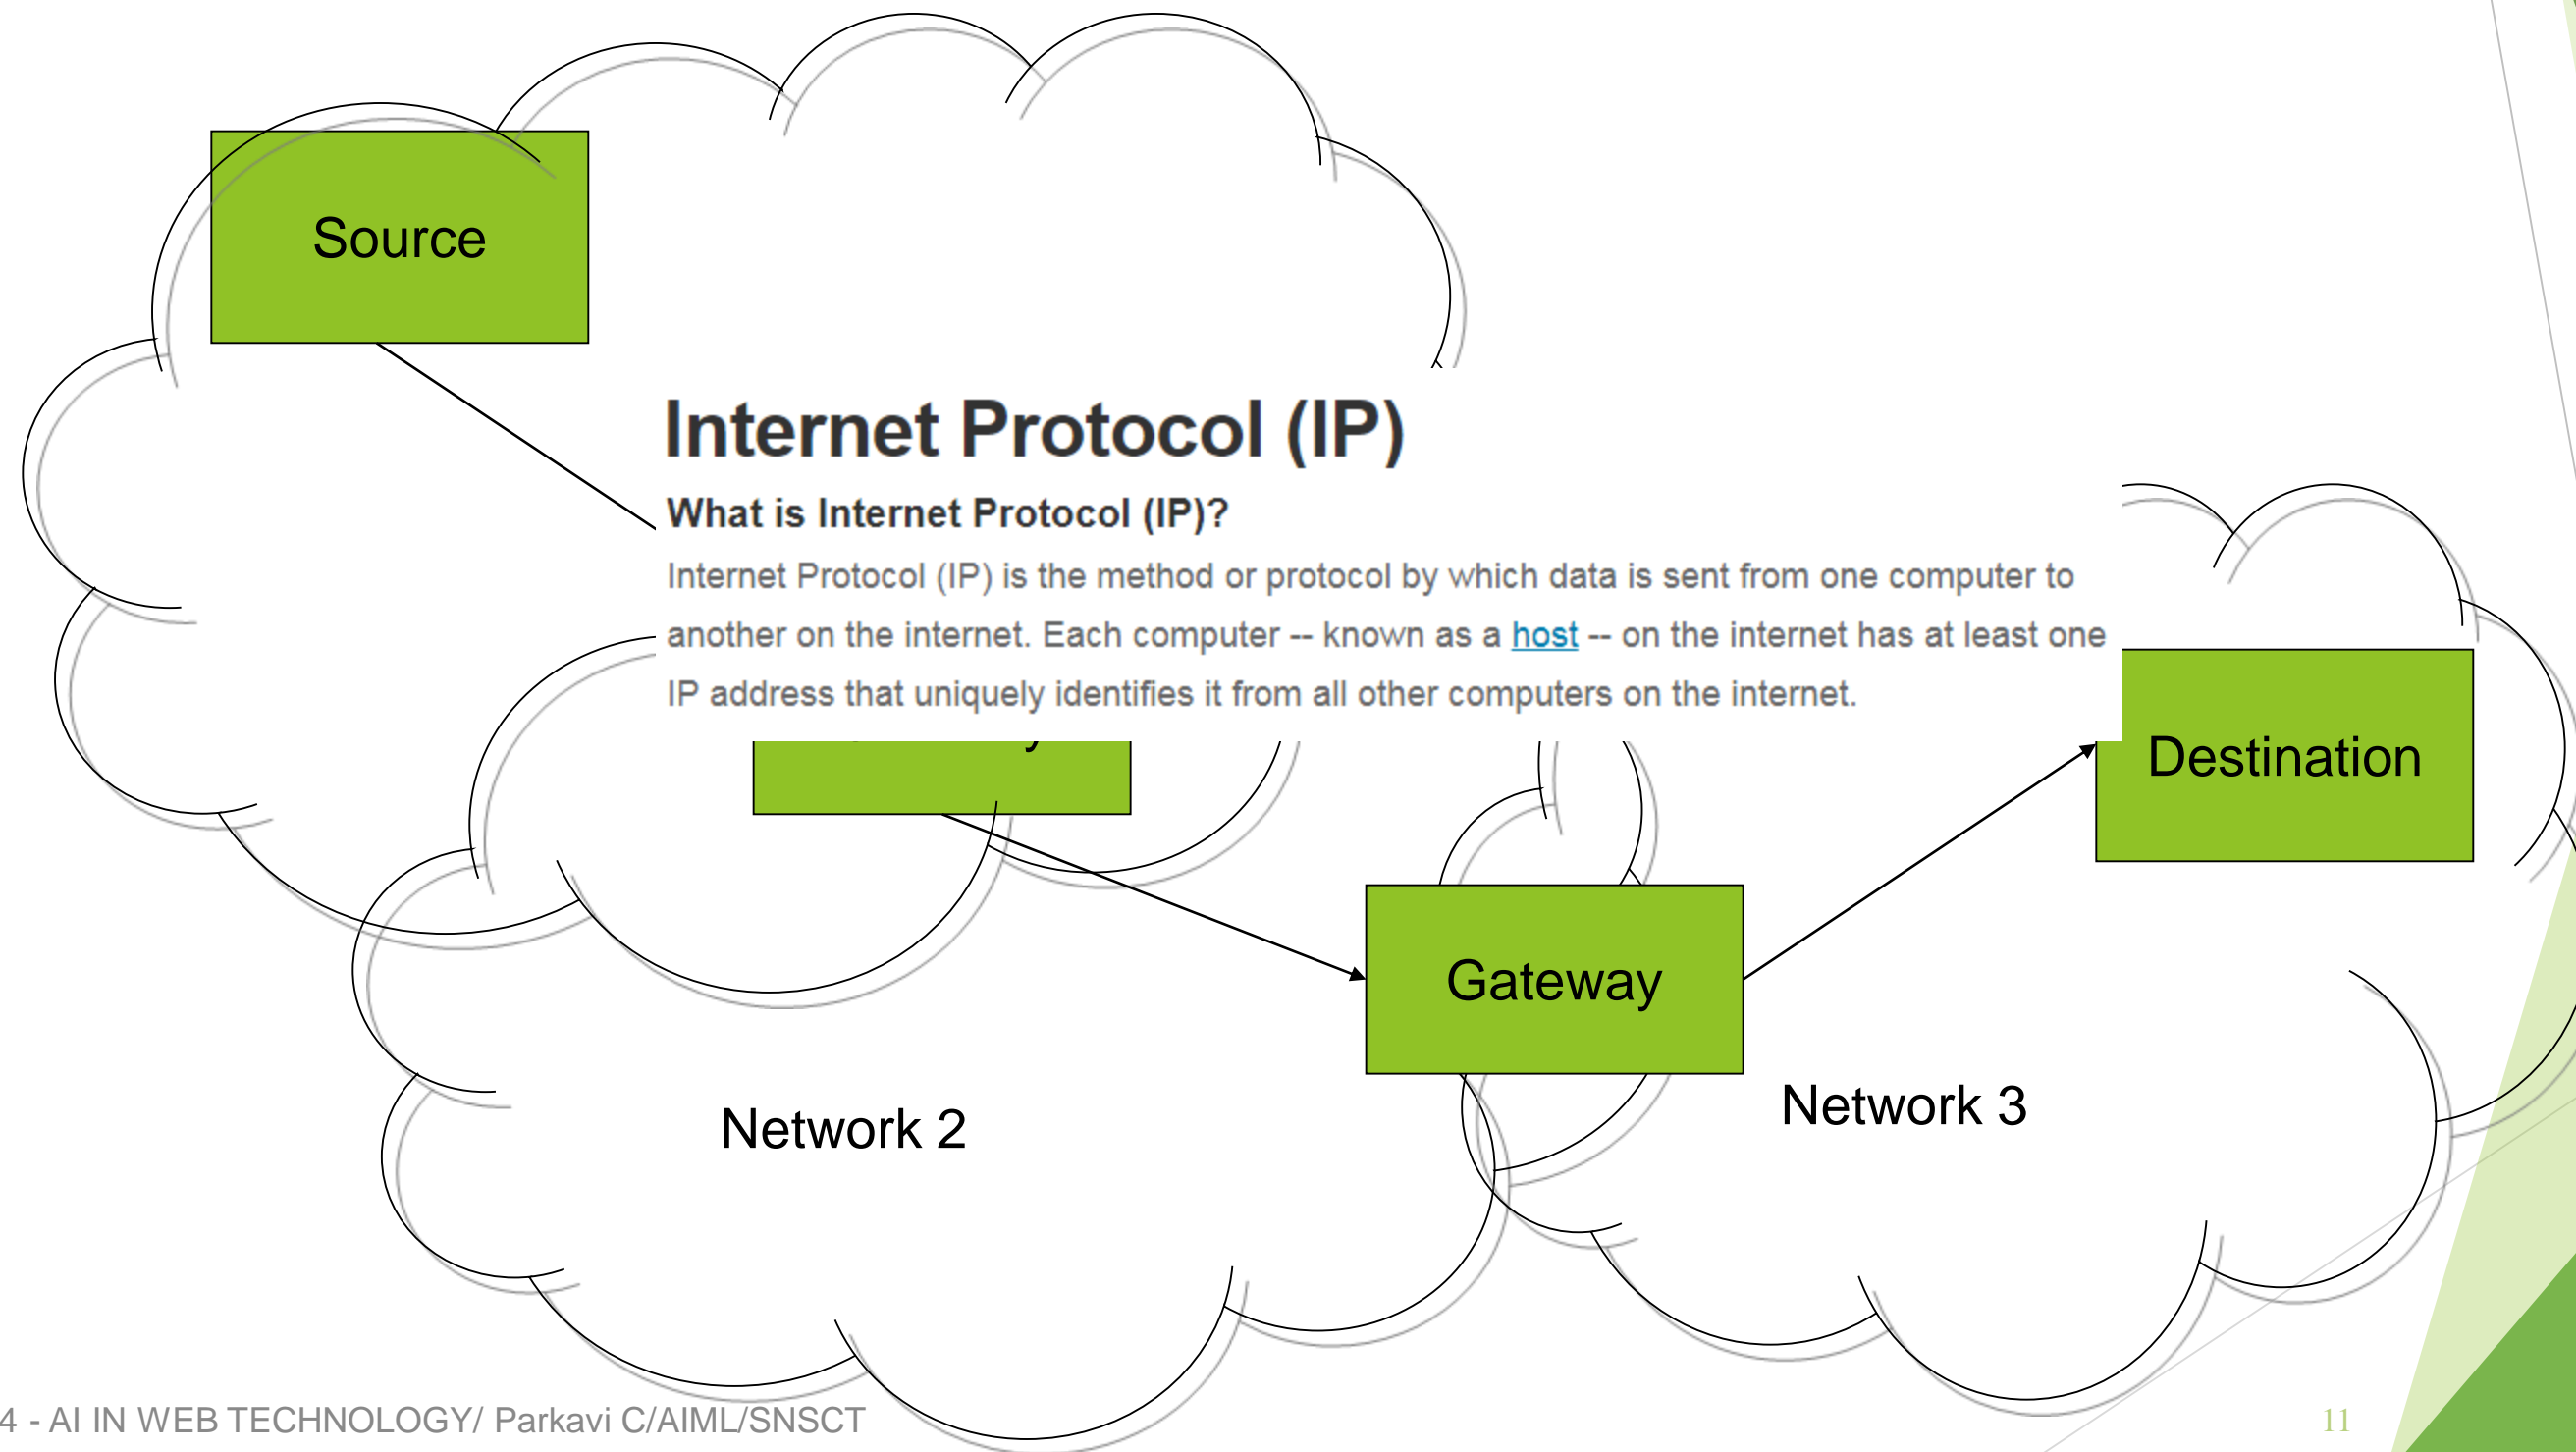 Source
Internet Protocol (IP)
What is Internet Protocol (IP)?
Internet Protocol (IP) is the method or protocol by which data is sent from one computer to
another on the internet. Each computer -- known as a host -- on the internet has at least one
IP address that uniquely identifies it from all other computers on the internet.
Destination
Gateway
Network 2
Network 3
4 - AI IN WEB TECHNOLOGY/ Parkavi C/AIML/SNSCT
11